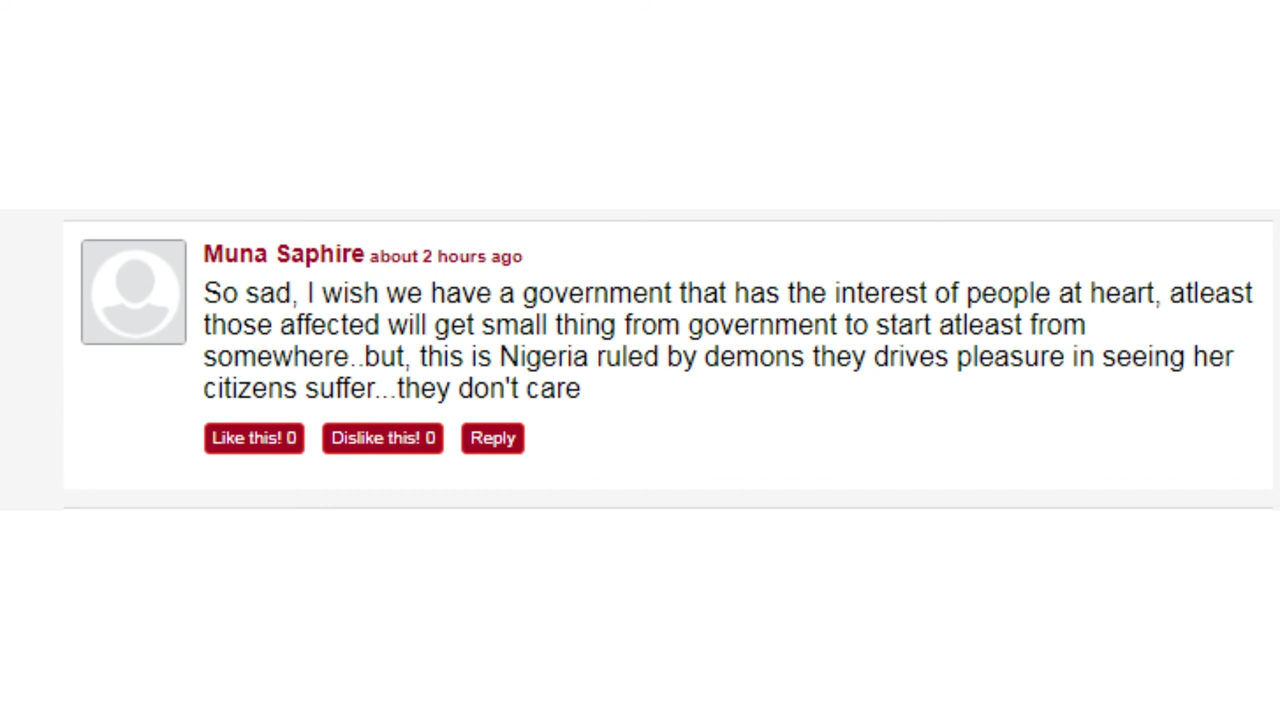 Muna Saphire about 2 hours ago
So sad, I wish we have a government that has the interest of people at heart, atleast
those affected will get small thing from government to start atleast from
somewhere..but, this is Nigeria ruled by demons they drives pleasure in seeing her
citizens suffer...they don't care
Like this! 0 Dislike this! 0 Reply